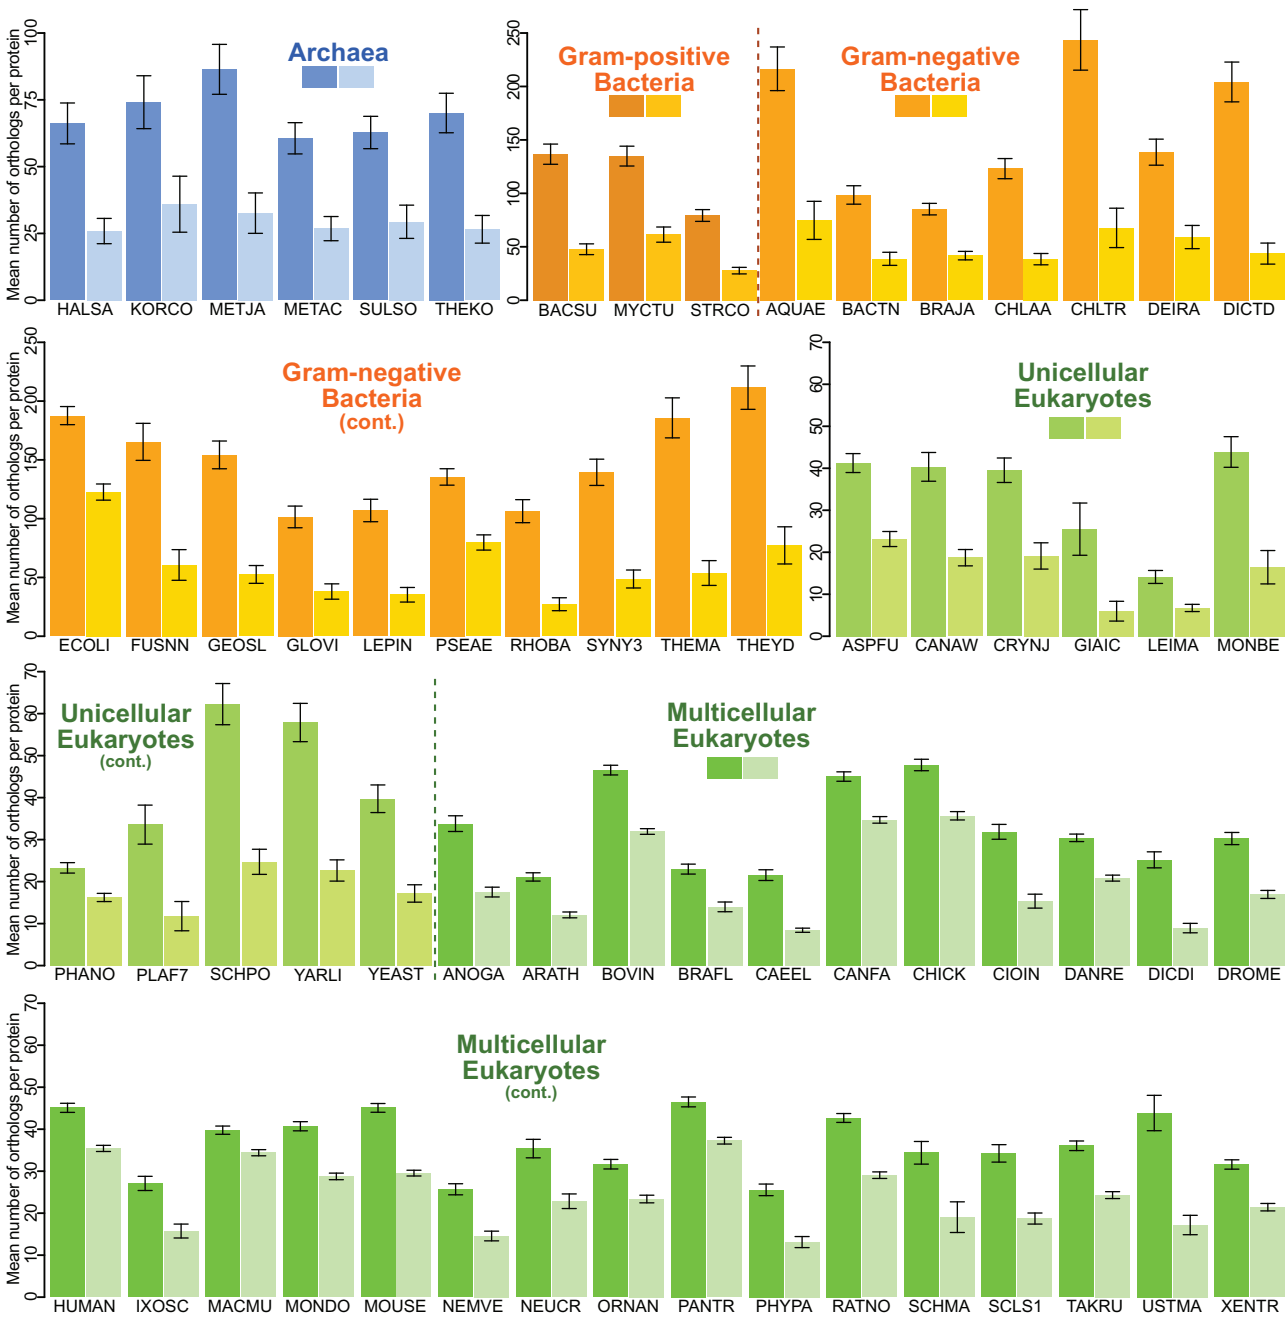 Mean number of orthologs per protein
0 25 50 75 100
Archaea
HALSA KORCO METJA METAC SULSO THEKO
0 50 100 150 200 250
Gram-positive
Bacteria
Gram-negative
Bacteria
BACSU MYCTU STRCO AQUAE BACTN BRAJA CHLAA CHLTR DEIRA DICTD
Mean number of orthologs per protein
0 50 100 150 200 250
Gram-negative
Bacteria
(cont.)
ECOLI FUSNN GEOSL GLOVI LEPIN PSEAE RHOBA SYNY3 THEMA THEYD
0 10 20 30 40 50 60 70
Unicellular
Eukaryotes
ASPFU CANAW CRYNJ GIAIC LEIMA MONBE
Mean number of orthologs per protein
0 10 20 30 40 50 60 70
Unicellular
Eukaryotes
(cont.)
Multicellular
Eukaryotes
PHANO PLAF7 SCHPO YARLI YEAST ANOGA ARATH BOVIN BRAFL CAEEL CANFA CHICK CIOIN DANRE DICDI DROME
Mean number of orthologs per protein
0 10 20 30 40 50 60 70
Multicellular
Eukaryotes
(cont.)
HUMAN IXOSC MACMU MONDO MOUSE NEMVE NEUCR ORNAN PANTR PHYPA RATNO SCHMA SCLS1 TAKRU USTMA XENTR